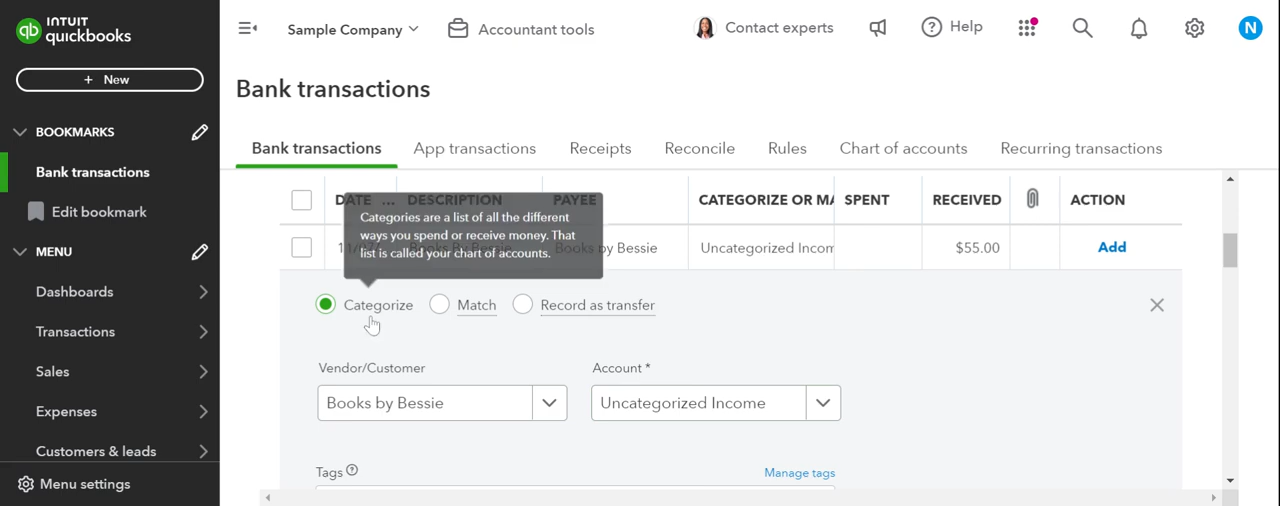 INTUIT
quickbooks
Sample Company
Accountant tools
Contact experts
Help
N
+ New
BOOKMARKS
Bank transactions
Edit bookmark
MENU
Dashboards
Transactions
Sales
Expenses
Customers & leads
Menu settings
Bank transactions
Bank transactions App transactions Receipts Reconcile Rules Chart of accounts Recurring transactions
DATE ... DESCRIPTION PAYEE CATEGORIZE OR MA SPENT RECEIVED ACTION
Books By Bessie Books by Bessie Uncategorized Incom $55.00 Add
Categories are a list of all the different
ways you spend or receive money. That
list is called your chart of accounts.
Categorize Match Record as transfer
Vendor/Customer Account *
Books by Bessie Uncategorized Income
Tags ? Manage tags